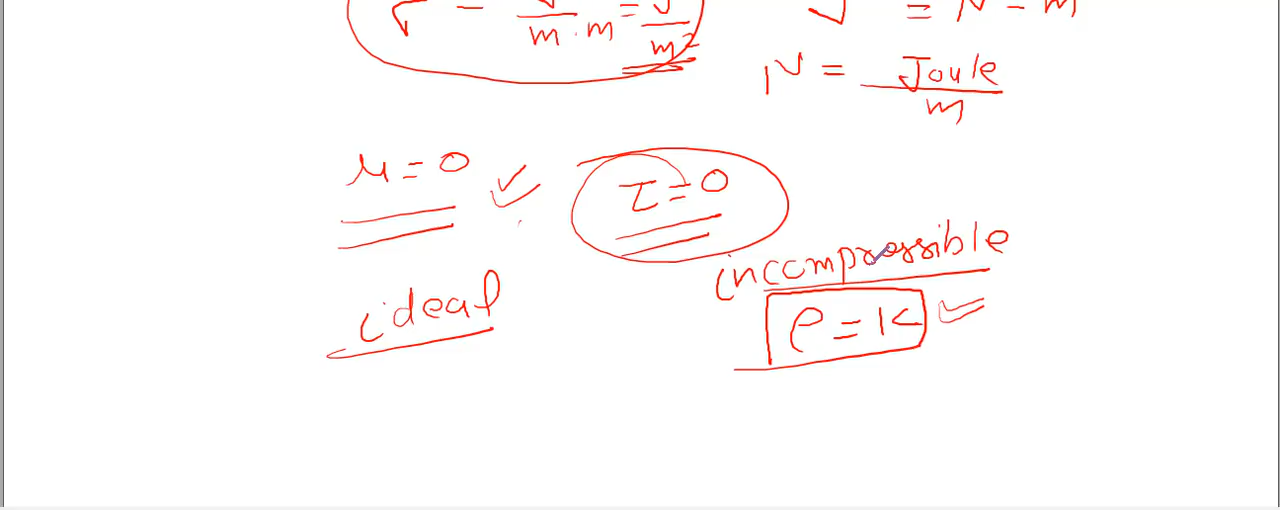 σ = J/m·m = J/m²
J = N-m
N = Joule/m
μ = 0
τ = 0
incompressible
ideal
ρ = K